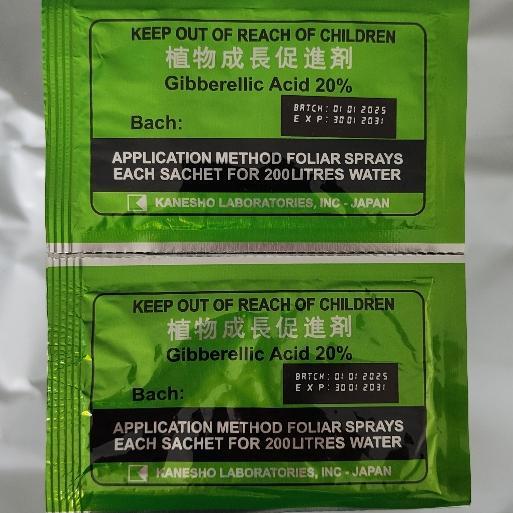 KEEP OUT OF REACH OF CHILDREN
植物成長促進剤
Gibberellic Acid 20%
BATCH: 01 01 2025
EXP: 30 01 2031
Bach:
APPLICATION METHOD FOLIAR SPRAYS
EACH SACHET FOR 200LITRES WATER
KANESHO LABORATORIES, INC - JAPAN
KEEP OUT OF REACH OF CHILDREN
植物成長促進剤
Gibberellic Acid 20%
BATCH: 01 01 2025
EXP: 30 01 2031
Bach:
APPLICATION METHOD FOLIAR SPRAYS
EACH SACHET FOR 200LITRES WATER
KANESHO LABORATORIES, INC - JAPAN